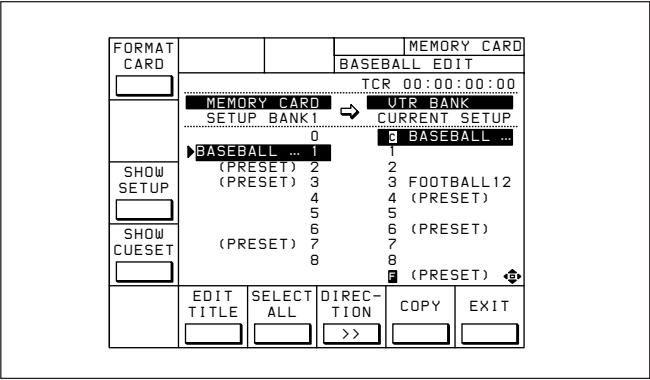 FORMAT
CARD
MEMORY CARD
BASEBALL EDIT
TCR 00:00:00:00
MEMORY CARD ⇨ VTR BANK
SETUP BANK1 CURRENT SETUP
0 C BASEBALL …
▶BASEBALL … 1 1
(PRESET) 2 2
(PRESET) 3 3 FOOTBALL12
4 4 (PRESET)
5 5
6 6 (PRESET)
(PRESET) 7 7
8 8
F (PRESET)
SHOW
SETUP
SHOW
CUESET
EDIT
TITLE
SELECT
ALL
DIREC-
TION
>>
COPY
EXIT